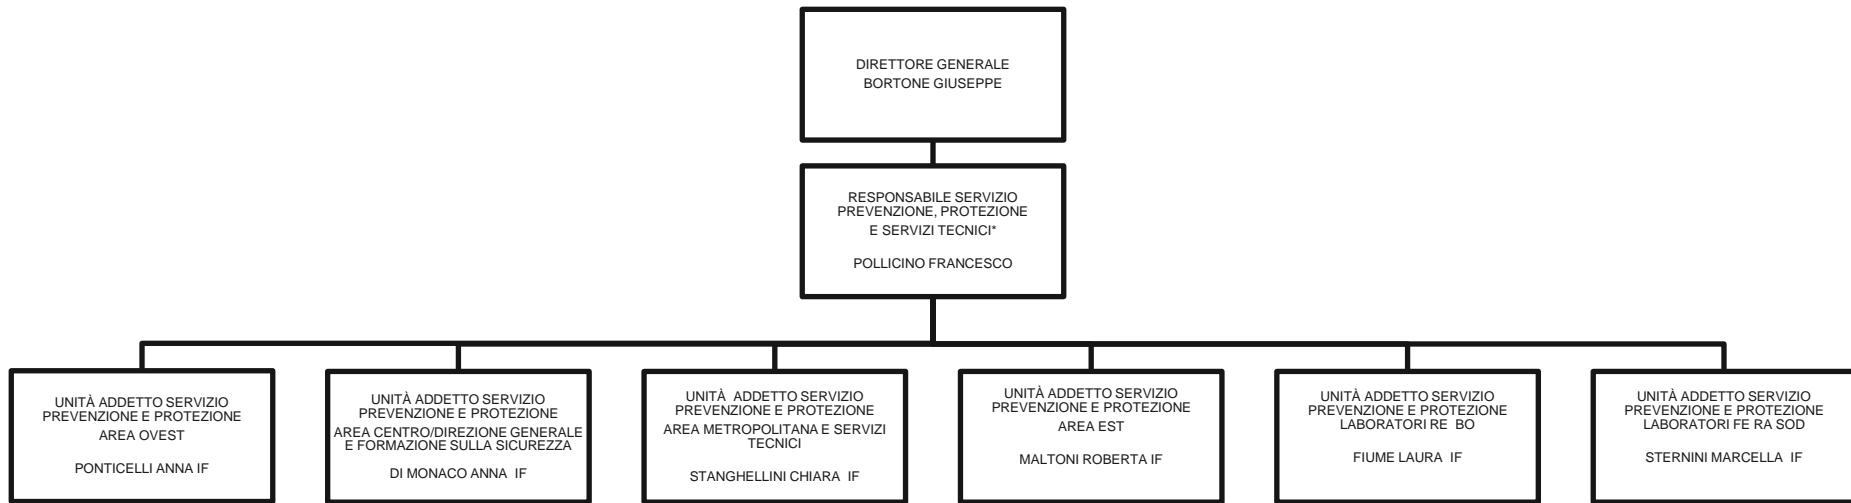 DIRETTORE GENERALE
BORTONE GIUSEPPE
RESPONSABILE SERVIZIO
PREVENZIONE, PROTEZIONE
E SERVIZI TECNICI*
POLLICINO FRANCESCO
UNITÀ ADDETTO SERVIZIO
PREVENZIONE E PROTEZIONE
AREA OVEST
PONTICELLI ANNA IF
UNITÀ ADDETTO SERVIZIO
PREVENZIONE E PROTEZIONE
AREA CENTRO/DIREZIONE GENERALE
E FORMAZIONE SULLA SICUREZZA
DI MONACO ANNA IF
UNITÀ ADDETTO SERVIZIO
PREVENZIONE E PROTEZIONE
AREA METROPOLITANA E SERVIZI
TECNICI
STANGHELLINI CHIARA IF
UNITÀ ADDETTO SERVIZIO
PREVENZIONE E PROTEZIONE
AREA EST
MALTONI ROBERTA IF
UNITÀ ADDETTO SERVIZIO
PREVENZIONE E PROTEZIONE
LABORATORI RE BO
FIUME LAURA IF
UNITÀ ADDETTO SERVIZIO
PREVENZIONE E PROTEZIONE
LABORATORI FE RA SOD
STERNINI MARCELLA IF